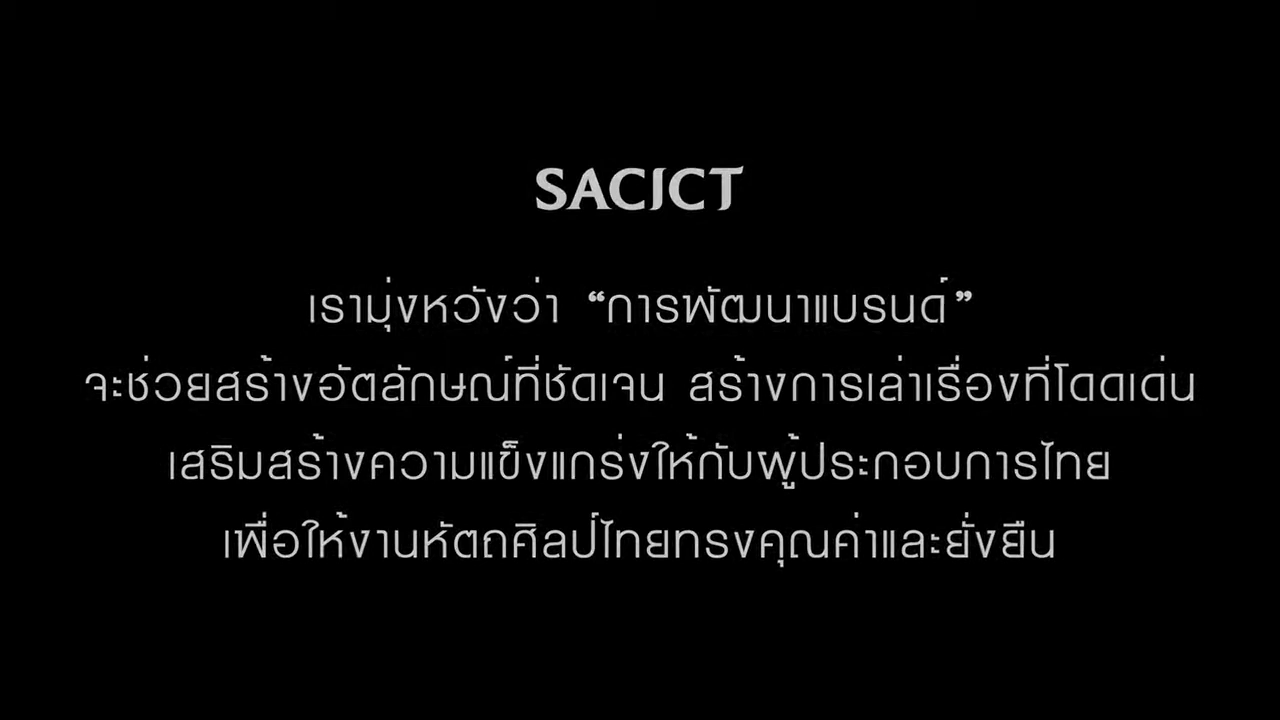 SACICT
เรามุ่งหวังว่า “การพัฒนาแบรนด์”
จะช่วยสร้างอัตลักษณ์ที่ชัดเจน สร้างการเล่าเรื่องที่โดดเด่น
เสริมสร้างความแข็งแกร่งให้กับผู้ประกอบการไทย
เพื่อให้งานหัตถศิลป์ไทยทรงคุณค่าและยั่งยืน